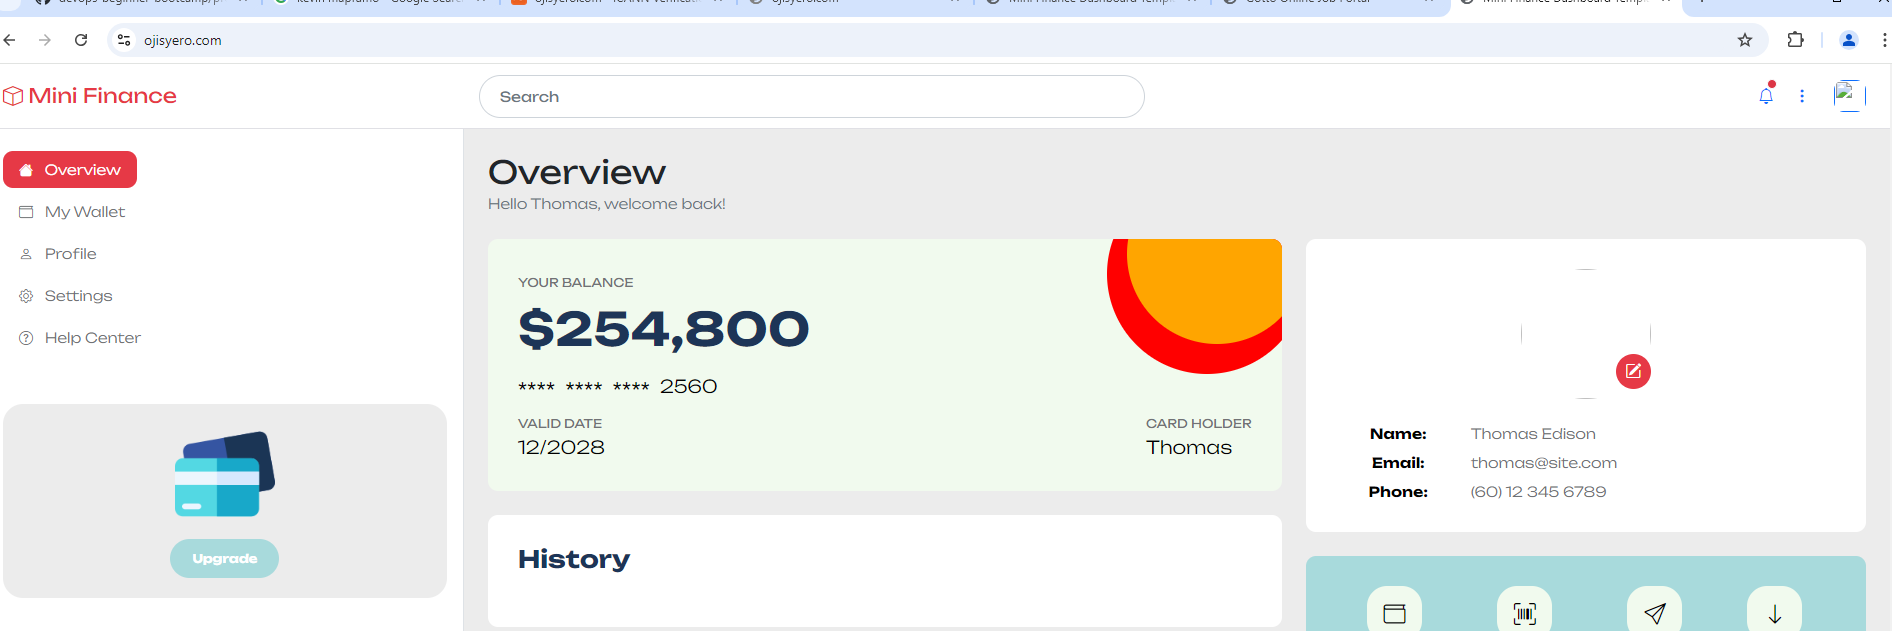 ojisyero.com
Mini Finance
Search
Overview
My Wallet
Profile
Settings
Help Center
Upgrade
Overview
Hello Thomas, welcome back!
YOUR BALANCE
$254,800
**** **** **** 2560
VALID DATE
12/2028
CARD HOLDER
Thomas
History
Name: Thomas Edison
Email: thomas@site.com
Phone: (60) 12 345 6789